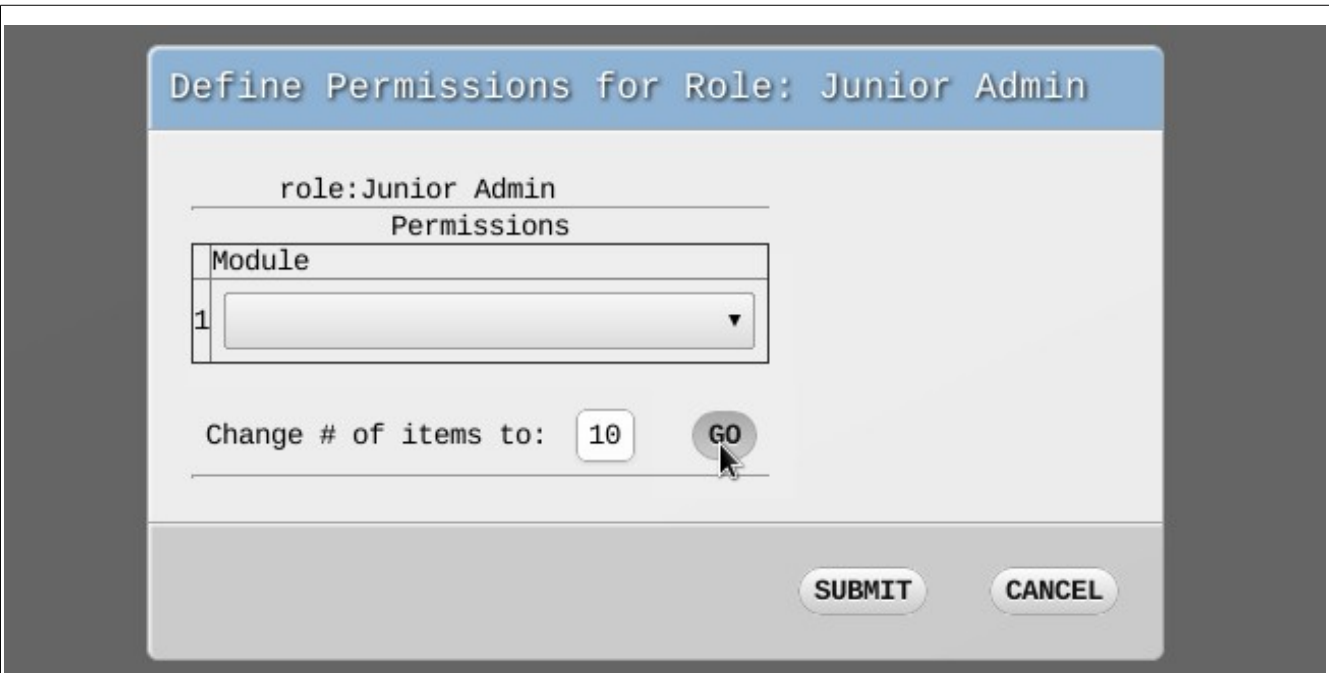 Define Permissions for Role: Junior Admin
role:Junior Admin
Permissions
Module
1
Change # of items to: 10 GO
SUBMIT CANCEL